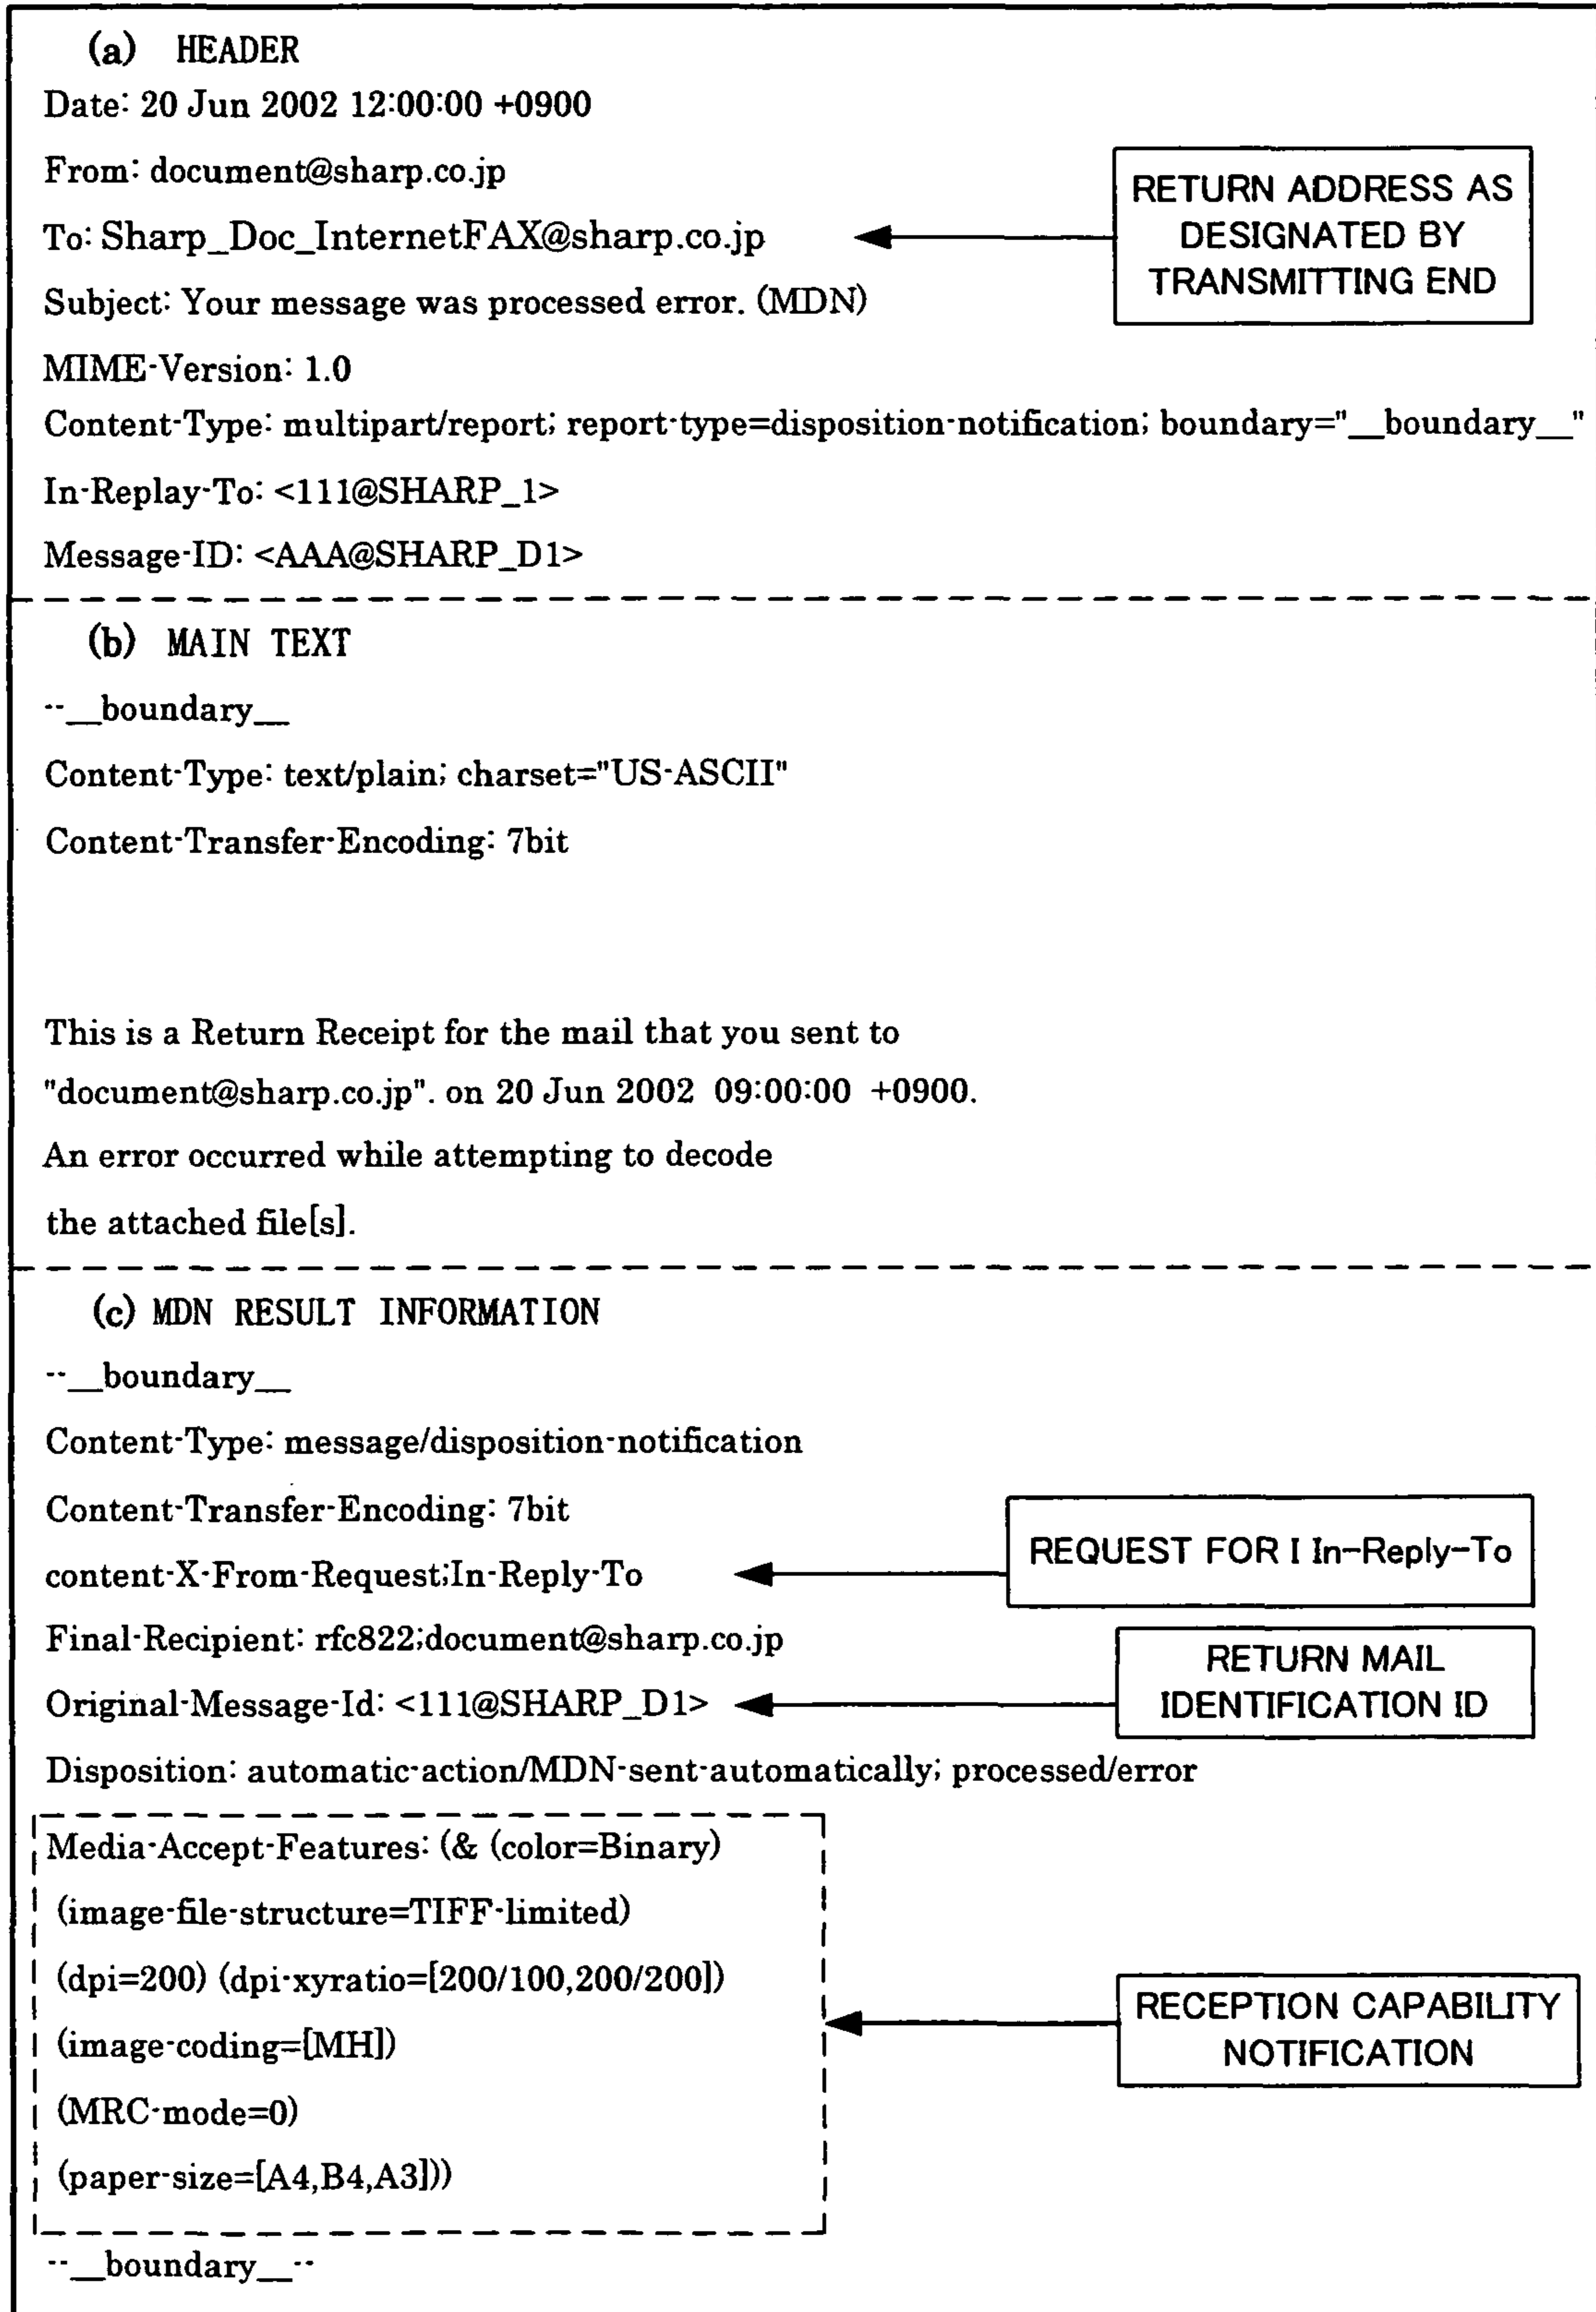 (a) HEADER
Date: 20 Jun 2002 12:00:00 +0900
From: document@sharp.co.jp
To: Sharp_Doc_InternetFAX@sharp.co.jp
RETURN ADDRESS AS
DESIGNATED BY
TRANSMITTING END
Subject: Your message was processed error. (MDN)
MIME-Version: 1.0
Content-Type: multipart/report; report-type=disposition-notification; boundary="__boundary__"
In-Replay-To: <111@SHARP_1>
Message-ID: <AAA@SHARP_D1>
(b) MAIN TEXT
--__boundary__
Content-Type: text/plain; charset="US-ASCII"
Content-Transfer-Encoding: 7bit
This is a Return Receipt for the mail that you sent to
"document@sharp.co.jp". on 20 Jun 2002 09:00:00 +0900.
An error occurred while attempting to decode
the attached file[s].
(c) MDN RESULT INFORMATION
--__boundary__
Content-Type: message/disposition-notification
Content-Transfer-Encoding: 7bit
content-X-From-Request;In-Reply-To
REQUEST FOR I In-Reply-To
Final-Recipient: rfc822;document@sharp.co.jp
Original-Message-Id: <111@SHARP_D1>
RETURN MAIL
IDENTIFICATION ID
Disposition: automatic-action/MDN-sent-automatically; processed/error
Media-Accept-Features: (& (color=Binary)
(image-file-structure=TIFF-limited)
(dpi=200) (dpi-xyratio=[200/100,200/200])
(image-coding=[MH])
(MRC-mode=0)
(paper-size=[A4,B4,A3]))
RECEPTION CAPABILITY
NOTIFICATION
--__boundary__--